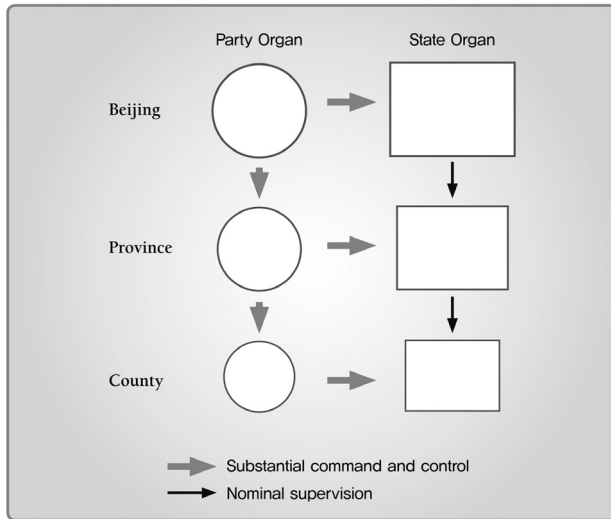 Party Organ State Organ
Beijing
Province
County
Substantial command and control
Nominal supervision